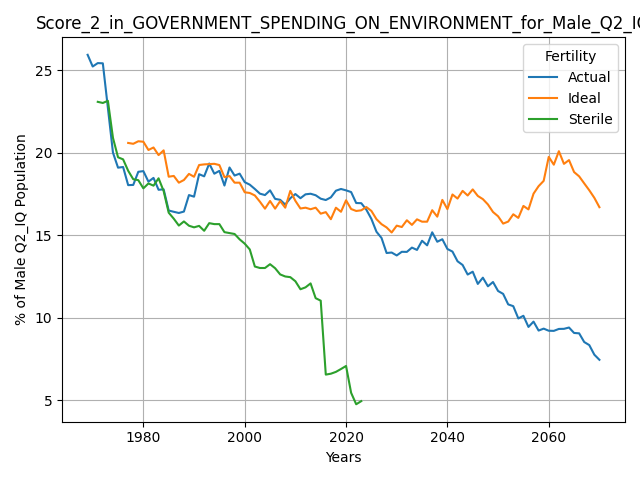 Score_2_in_GOVERNMENT_SPENDING_ON_ENVIRONMENT_for_Male_Q2_IQ
Fertility
Actual
Ideal
Sterile
% of Male Q2_IQ Population
25
20
15
10
5
1980
2000
2020
2040
2060
Years